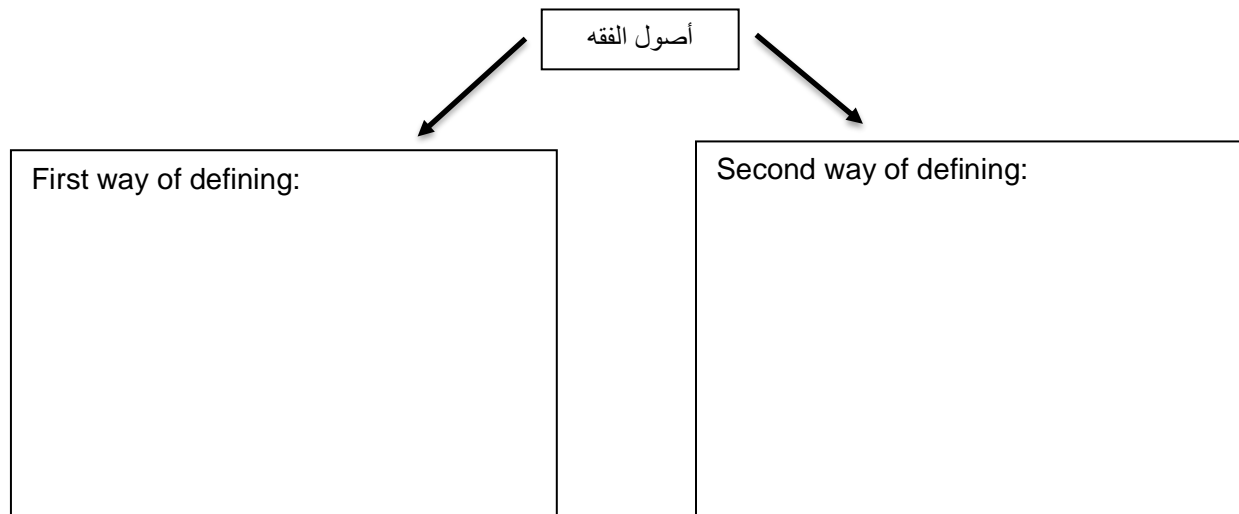 أصول الفقه
First way of defining:
Second way of defining: